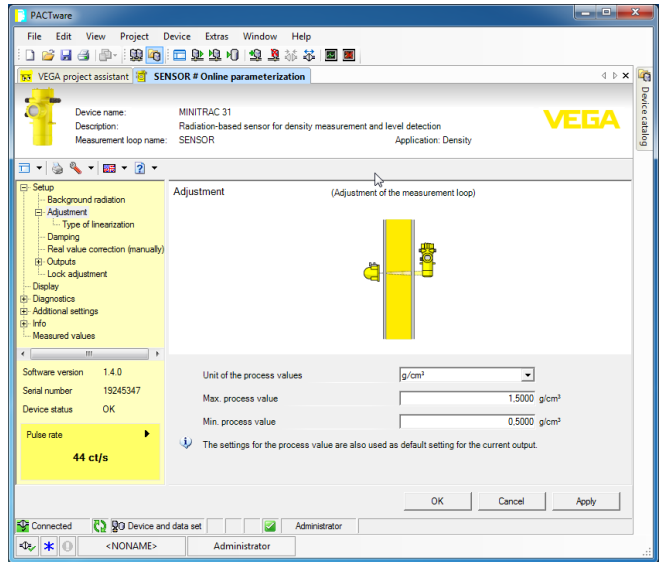 PACTware
File Edit View Project Device Extras Window Help
VEGA project assistant SENSOR # Online parameterization
Device catalog
Device name: MINITRAC 31
Description: Radiation-based sensor for density measurement and level detection
Measurement loop name: SENSOR Application: Density
VEGA
Setup
Background radiation
Adjustment
Type of linearization
Damping
Real value correction (manually)
Outputs
Lock adjustment
Display
Diagnostics
Additional settings
Info
Measured values
Software version 1.4.0
Serial number 19245347
Device status OK
Pulse rate
44 ct/s
Adjustment (Adjustment of the measurement loop)
Unit of the process values g/cm³
Max. process value 1,5000 g/cm³
Min. process value 0,5000 g/cm³
The settings for the process value are also used as default setting for the current output.
OK Cancel Apply
Connected Device and data set Administrator
<NONAME> Administrator